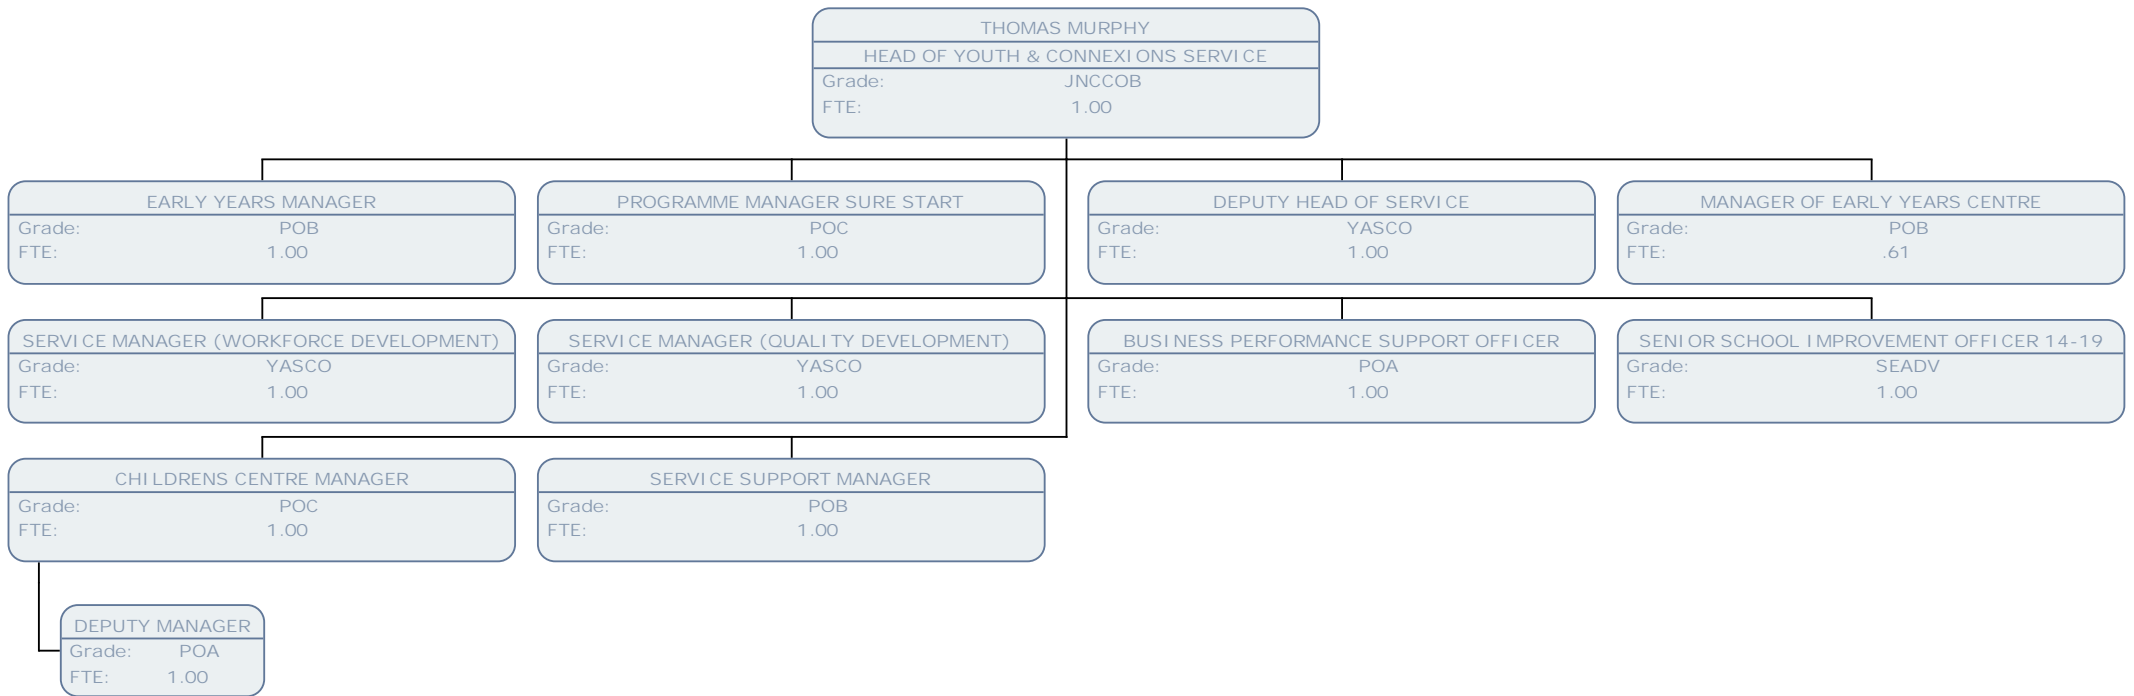 THOMAS MURPHY
HEAD OF YOUTH & CONNEXIONS SERVICE
Grade: JNCCOB
FTE: 1.00
EARLY YEARS MANAGER
Grade: POB
FTE: 1.00
PROGRAMME MANAGER SURE START
Grade: POC
FTE: 1.00
DEPUTY HEAD OF SERVICE
Grade: YASCO
FTE: 1.00
MANAGER OF EARLY YEARS CENTRE
Grade: POB
FTE: .61
SERVICE MANAGER (WORKFORCE DEVELOPMENT)
Grade: YASCO
FTE: 1.00
SERVICE MANAGER (QUALITY DEVELOPMENT)
Grade: YASCO
FTE: 1.00
BUSINESS PERFORMANCE SUPPORT OFFICER
Grade: POA
FTE: 1.00
SENIOR SCHOOL IMPROVEMENT OFFICER 14-19
Grade: SEADV
FTE: 1.00
CHILDRENS CENTRE MANAGER
Grade: POC
FTE: 1.00
SERVICE SUPPORT MANAGER
Grade: POB
FTE: 1.00
DEPUTY MANAGER
Grade: POA
FTE: 1.00